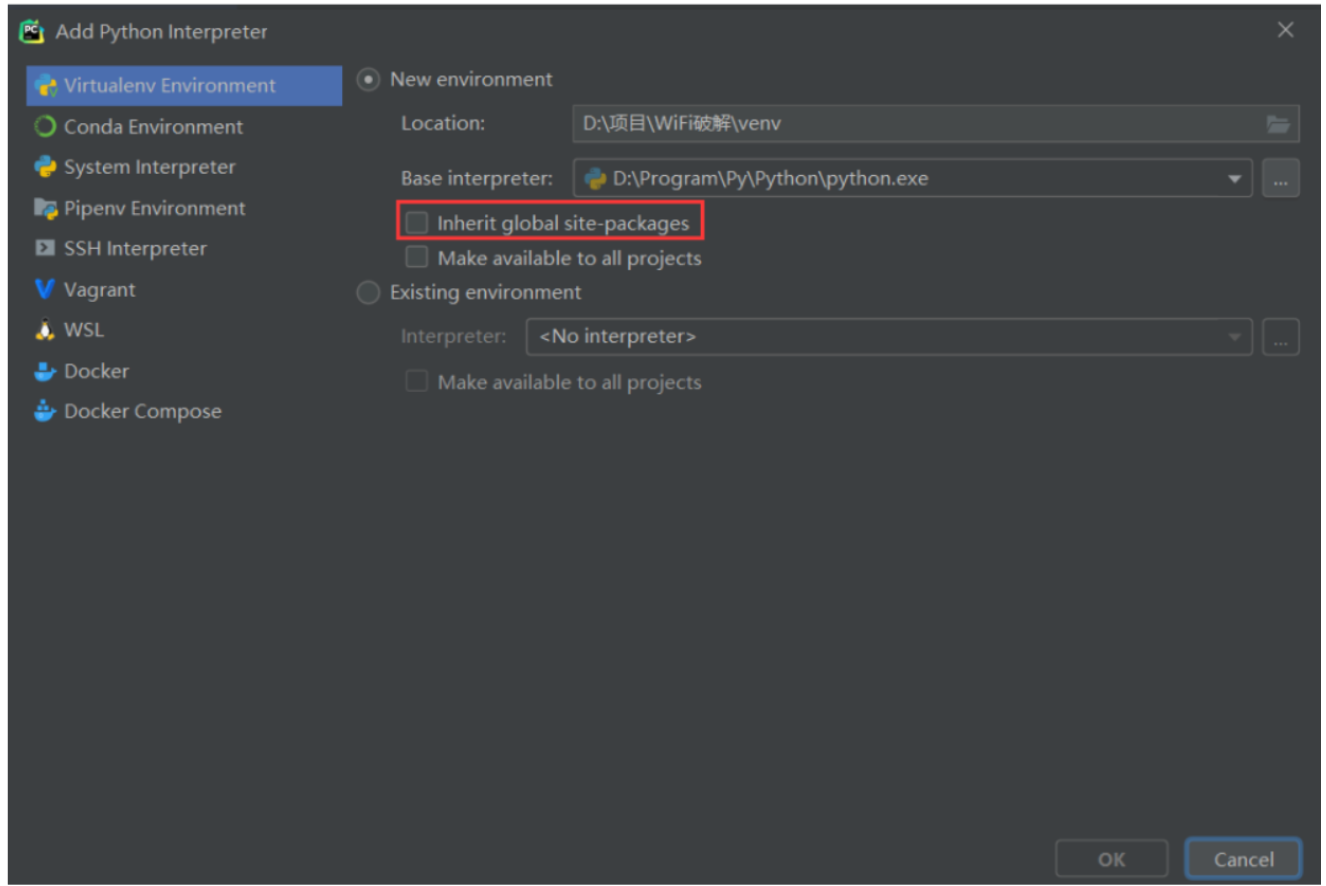 Add Python Interpreter
Virtualenv Environment
Conda Environment
System Interpreter
Pipenv Environment
SSH Interpreter
Vagrant
WSL
Docker
Docker Compose
New environment
Location: D:\项目\WiFi破解\venv
Base interpreter: D:\Program\Py\Python\python.exe ...
Inherit global site-packages
Make available to all projects
Existing environment
Interpreter: <No interpreter> ...
Make available to all projects
OK Cancel